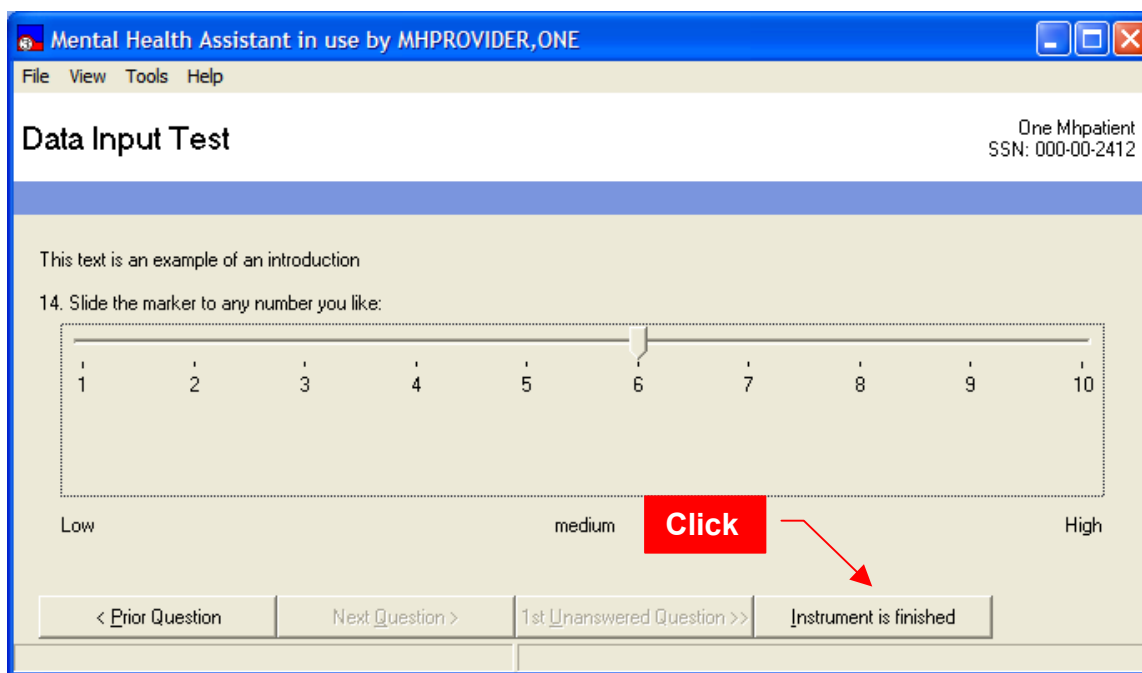 Mental Health Assistant in use by MHPROVIDER,ONE
File View Tools Help
Data Input Test
One Mhpatient
SSN: 000-00-2412
This text is an example of an introduction
14. Slide the marker to any number you like:
1 2 3 4 5 6 7 8 9 10
Low medium High
Click
< Prior Question Next Question > 1st Unanswered Question >> Instrument is finished